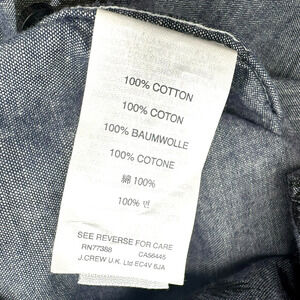 100% COTTON
100% COTON
100% BAUMWOLLE
100% COTONE
綿 100%
100% 면
SEE REVERSE FOR CARE
RN77388 CA56445
J.CREW U.K. Ltd EC4V 6JA